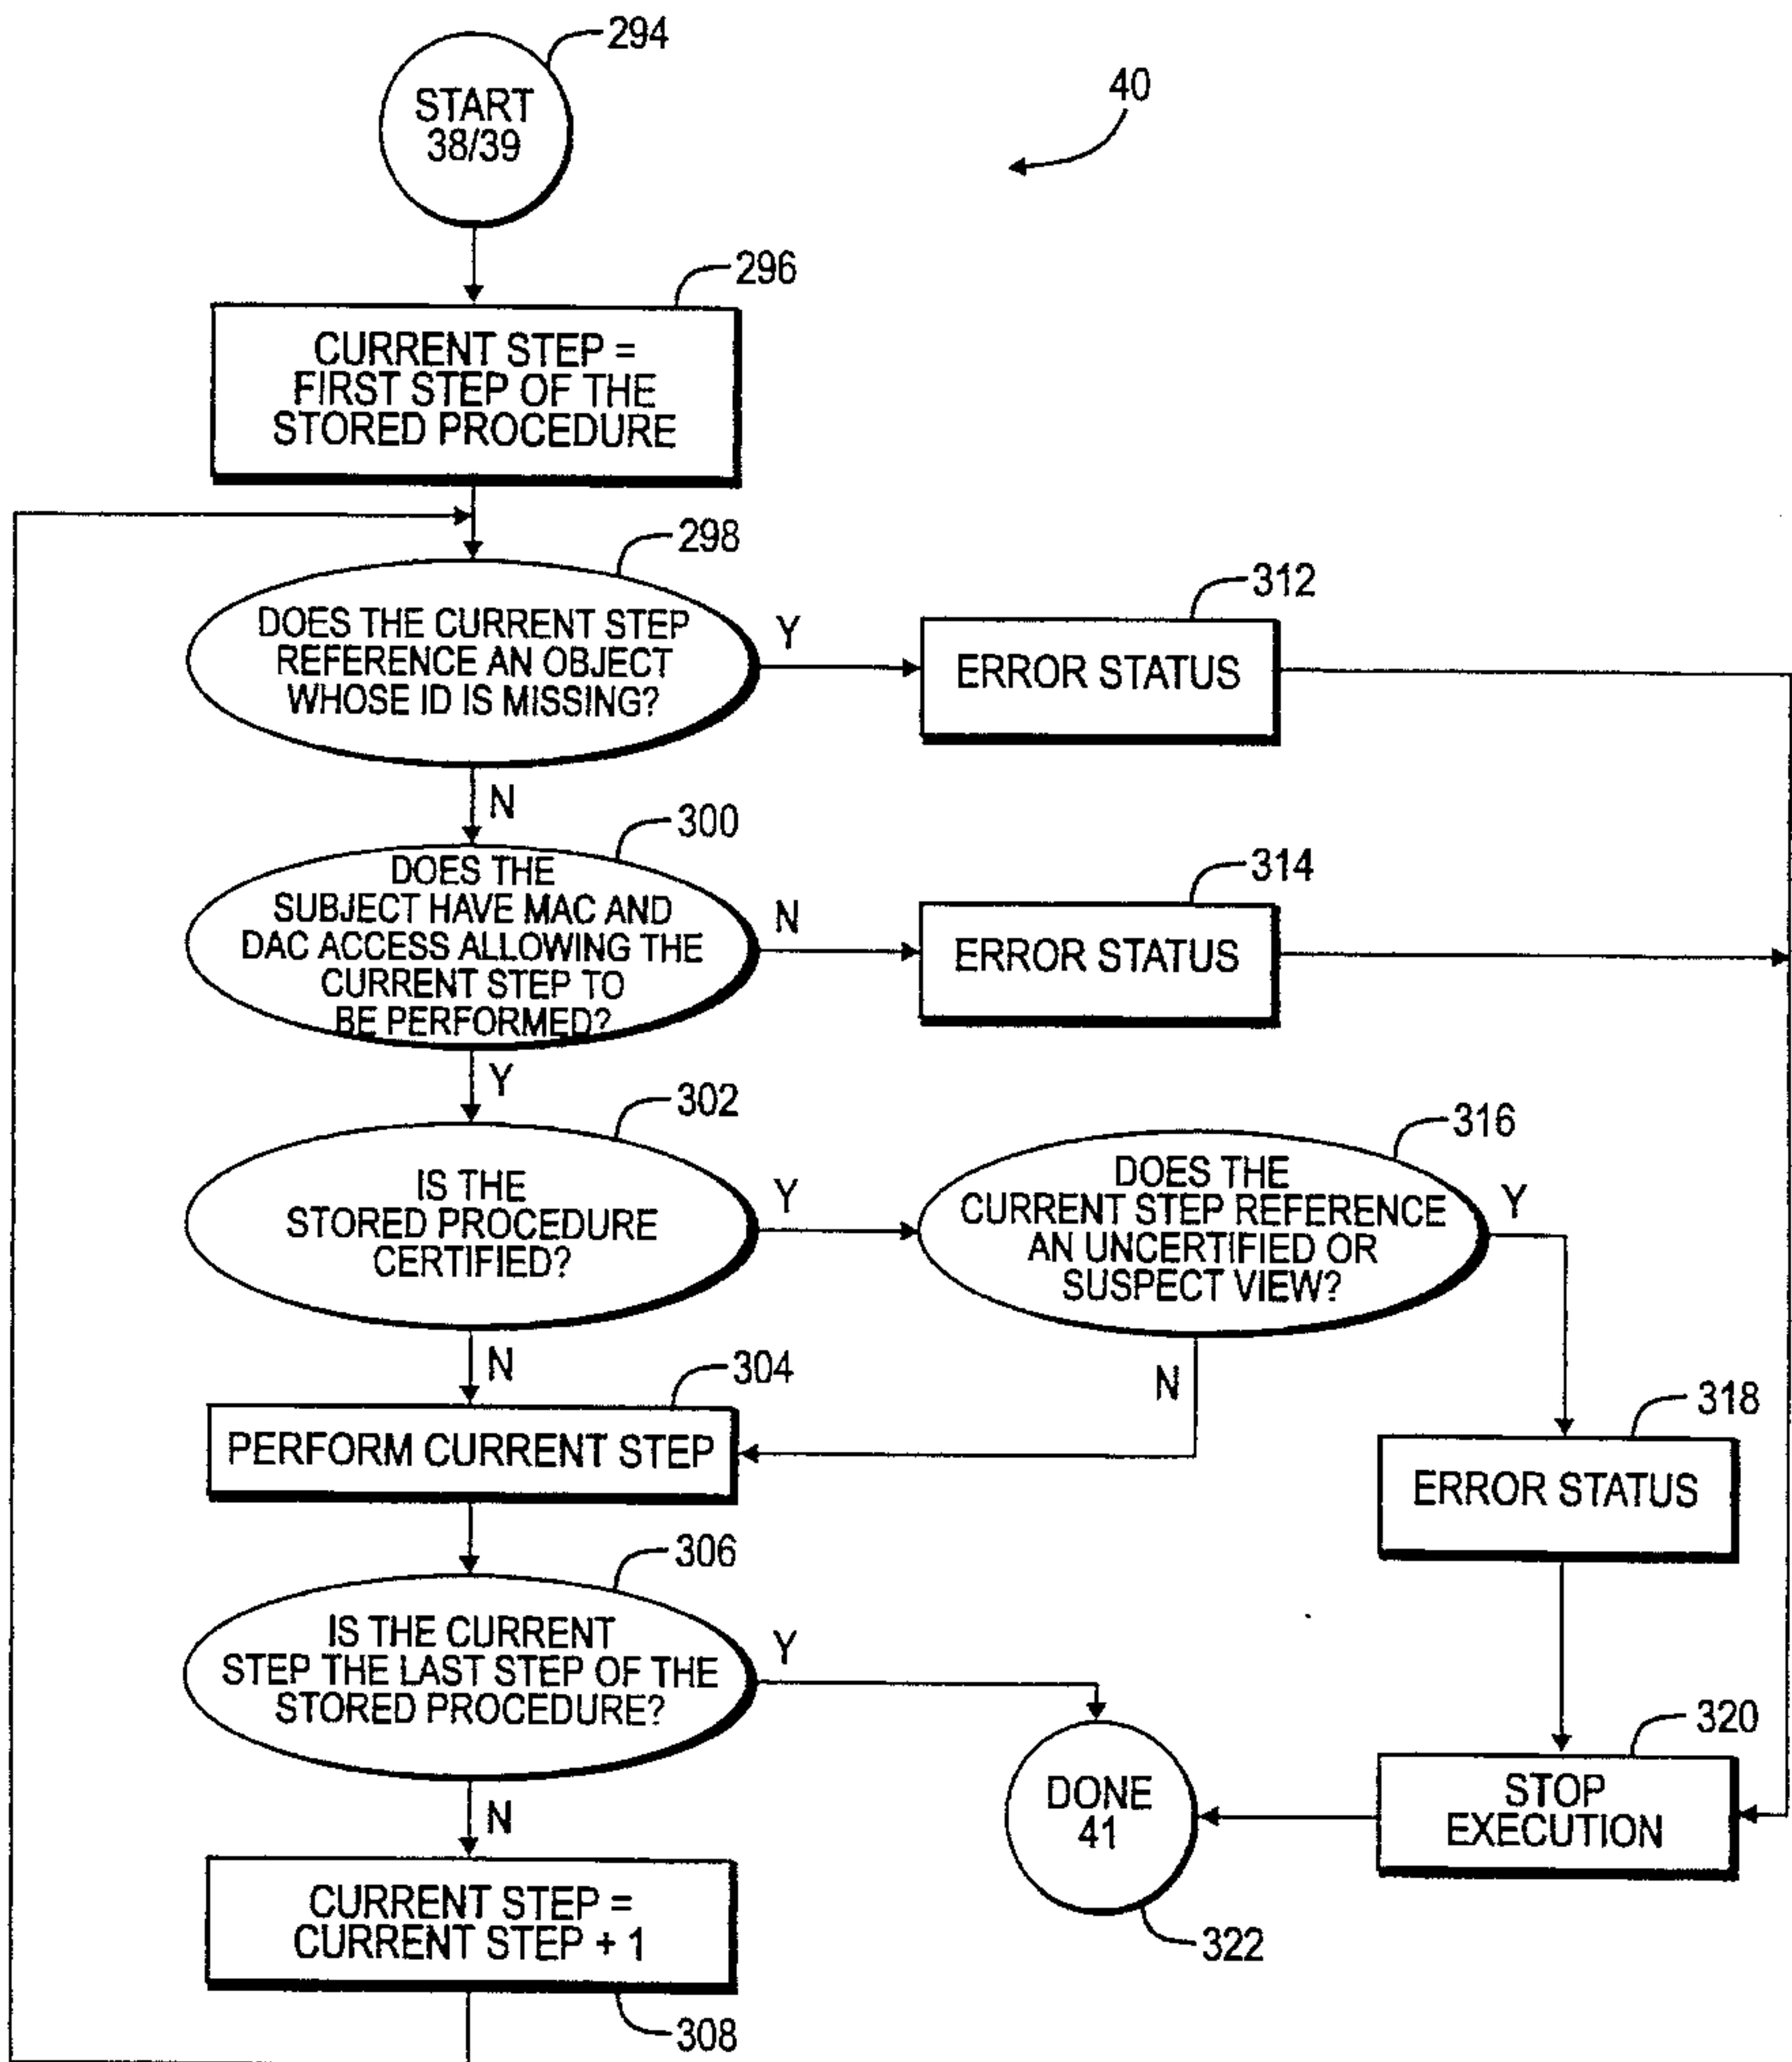 294
START
38/39
40
296
CURRENT STEP =
FIRST STEP OF THE
STORED PROCEDURE
298
DOES THE CURRENT STEP
REFERENCE AN OBJECT
WHOSE ID IS MISSING?
Y
312
ERROR STATUS
N
300
DOES THE
SUBJECT HAVE MAC AND
DAC ACCESS ALLOWING THE
CURRENT STEP TO
BE PERFORMED?
N
314
ERROR STATUS
Y
302
IS THE
STORED PROCEDURE
CERTIFIED?
Y
316
DOES THE
CURRENT STEP REFERENCE
AN UNCERTIFIED OR
SUSPECT VIEW?
Y
N
304
PERFORM CURRENT STEP
N
318
ERROR STATUS
306
IS THE CURRENT
STEP THE LAST STEP OF THE
STORED PROCEDURE?
Y
320
STOP
EXECUTION
DONE
41
322
N
CURRENT STEP =
CURRENT STEP + 1
308